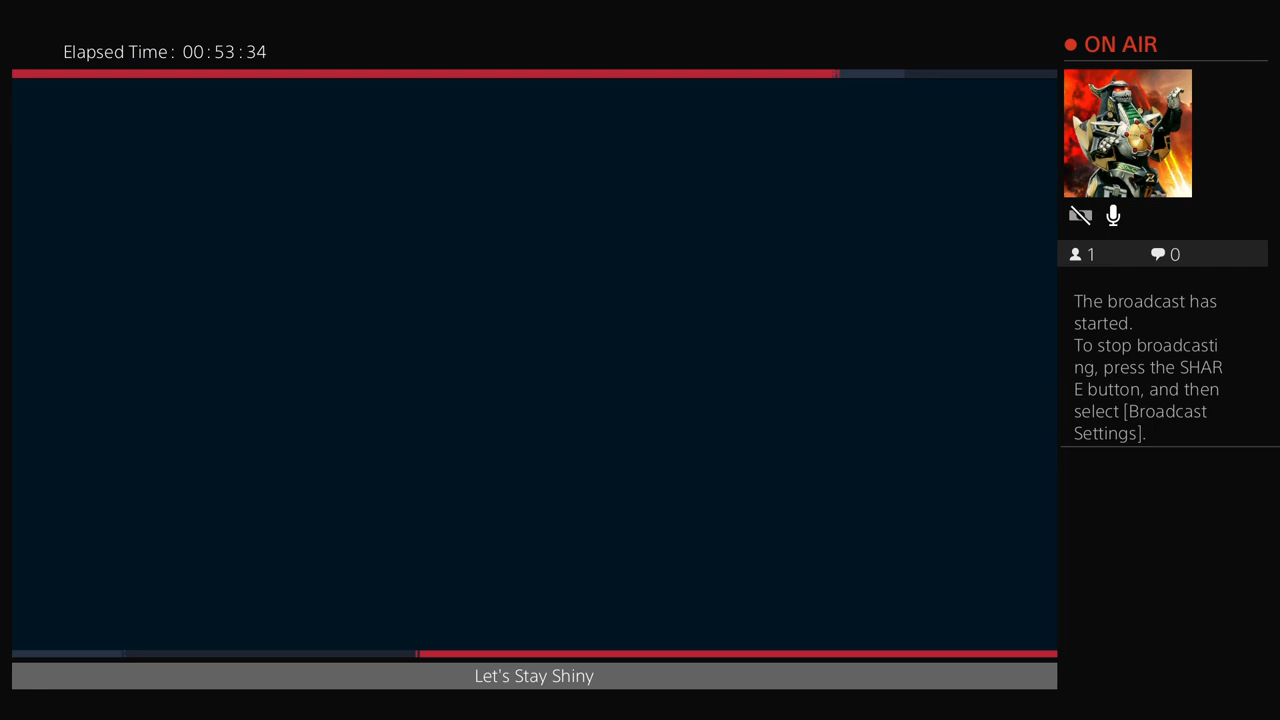 Elapsed Time: 00:53:34
ON AIR
1
0
The broadcast has
started.
To stop broadcasti
ng, press the SHAR
E button, and then
select [Broadcast
Settings].
Let's Stay Shiny